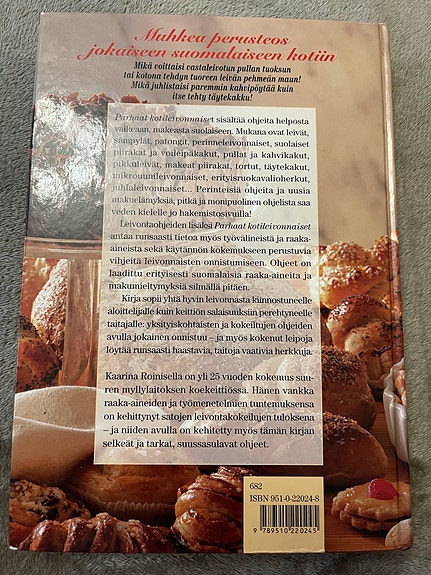 Muhkea perusteos
jokaiseen suomalaiseen kotiin
Mikä voittaisi vastaleivotun pullan tuoksun
tai kotona tehdyn tuoreen leivän pehmeän maun!
Mikä juhlistaisi paremmin kahvipöytää kuin
itse tehty täytekakku!
Parhaat kotileivonnaiset sisältää ohjeita helposta
vaikeaan, makeasta suolaiseen. Mukana ovat leivät,
sämpylät, patongit, perinneleivonnaiset, suolaiset
piirakat ja voileipäkakut, pullat ja kahvikakut,
pikkuleivät, makeat piirakat, tortut, täytekakut,
mikrouunileivonnaiset, erityisruokavalioherkut,
juhlaleivonnaiset... Perinteisiä ohjeita ja uusia
makuelämyksiä, pitkä ja monipuolinen ohjelista saa
veden kielelle jo hakemistosivuilla!
Leivontaohjeiden lisäksi Parhaat kotileivonnaiset
antaa runsaasti tietoa myös työvälineistä ja raaka-
aineista sekä käytännön kokemukseen perustuvia
vihjeitä leivonnaisten onnistumiseen. Ohjeet on
laadittu erityisesti suomalaisia raaka-aineita ja
makumieltymyksiä silmällä pitäen.
Kirja sopii yhtä hyvin leivonnasta kiinnostuneelle
aloittelijalle kuin keittiön salaisuuksiin perehtyneelle
taitajalle: yksityiskohtaisten ja kokeiltujen ohjeiden
avulla jokainen onnistuu – ja myös kokenut leipoja
löytää runsaasti haastavia, taitoja vaativia herkkuja.
Kaarina Roinisella on yli 25 vuoden kokemus suu-
ren myllylaitoksen koekeittiössä. Hänen vankka
raaka-aineiden ja työmenetelmien tuntemuksensa
on kehittynyt satojen leivontakokeilujen tuloksena
– ja niiden avulla on kehitetty myös tämän kirjan
selkeät ja tarkat, suussasulavat ohjeet.
682
ISBN 951-0-22024-8
9 789510 220245